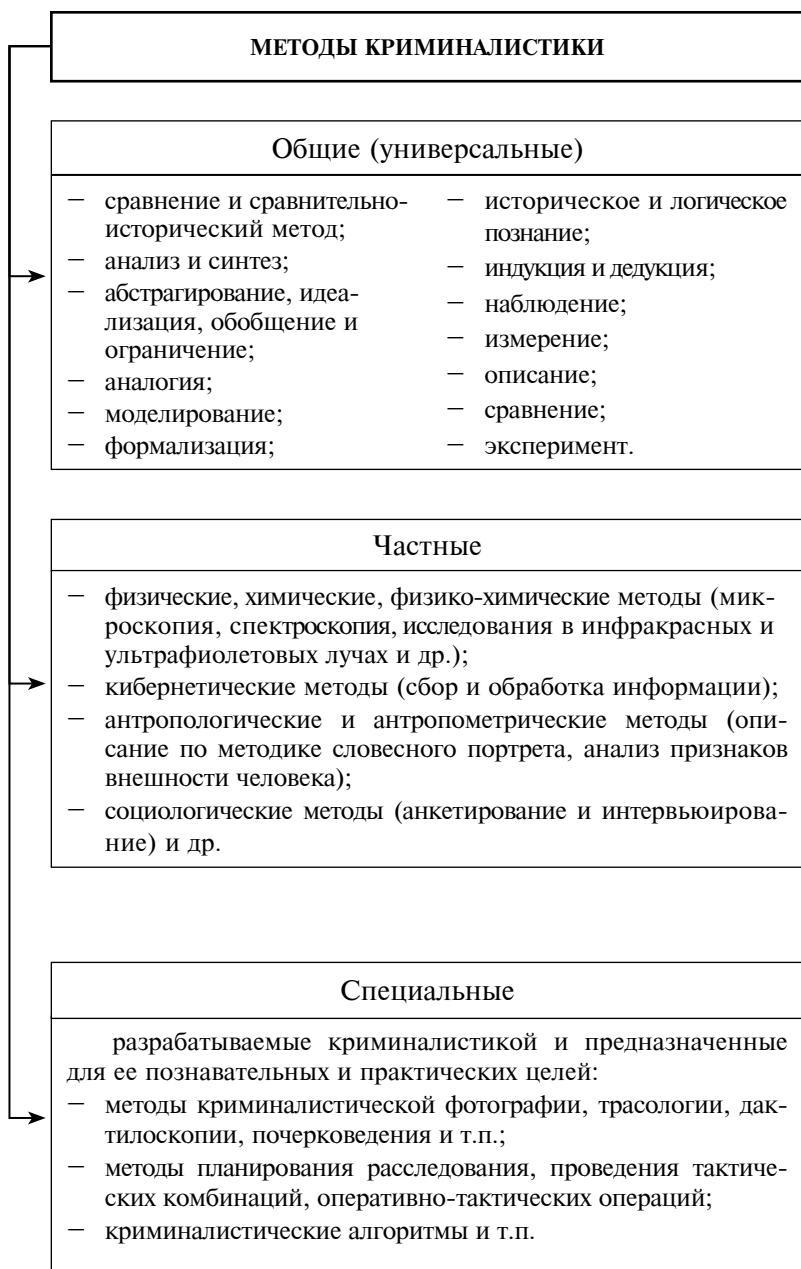 МЕТОДЫ КРИМИНАЛИСТИКИ
Общие (универсальные)
— сравнение и сравнительно-
исторический метод;
— анализ и синтез;
— абстрагирование, идеа-
лизация, обобщение и
ограничение;
— аналогия;
— моделирование;
— формализация;
— историческое и логическое
познание;
— индукция и дедукция;
— наблюдение;
— измерение;
— описание;
— сравнение;
— эксперимент.
Частные
— физические, химические, физико-химические методы (мик-
роскопия, спектроскопия, исследования в инфракрасных и
ультрафиолетовых лучах и др.);
— кибернетические методы (сбор и обработка информации);
— антропологические и антропометрические методы (опи-
сание по методике словесного портрета, анализ признаков
внешности человека);
— социологические методы (анкетирование и интервьюирова-
ние) и др.
Специальные
разрабатываемые криминалистикой и предназначенные
для ее познавательных и практических целей:
— методы криминалистической фотографии, трасологии, дак-
тилоскопии, почерковедения и т.п.;
— методы планирования расследования, проведения тактиче-
ских комбинаций, оперативно-тактических операций;
— криминалистические алгоритмы и т.п.